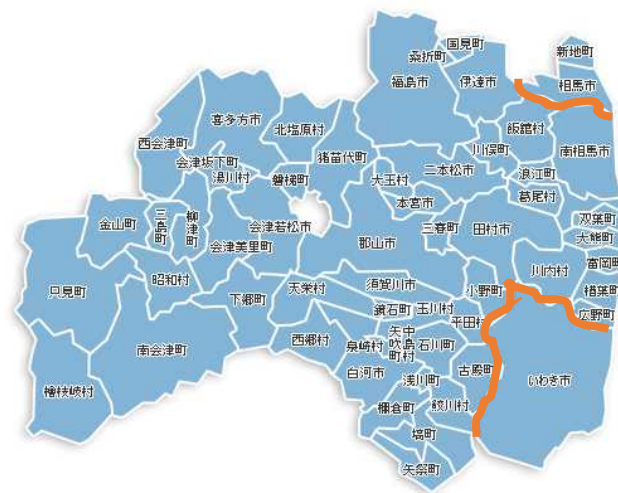 国見町
桑折町
新地町
福島市
伊達市
相馬市
喜多方市
北塩原村
飯舘村
西会津町
会津坂下町
猪苗代町
川俣町
南相馬市
湯川村
磐梯町
大玉村
二本松市
浪江町
葛尾村
本宮市
金山町
三島町
柳津町
会津若松市
三春町
田村市
双葉町
大熊町
会津美里町
郡山市
富岡町
川内村
只見町
昭和村
天栄村
須賀川市
小野町
楢葉町
下郷町
鏡石町
玉川村
平田村
広野町
南会津町
西郷村
泉崎村
矢吹町
中島村
石川町
白河市
浅川町
古殿町
いわき市
檜枝岐村
棚倉町
鮫川村
塙町
矢祭町